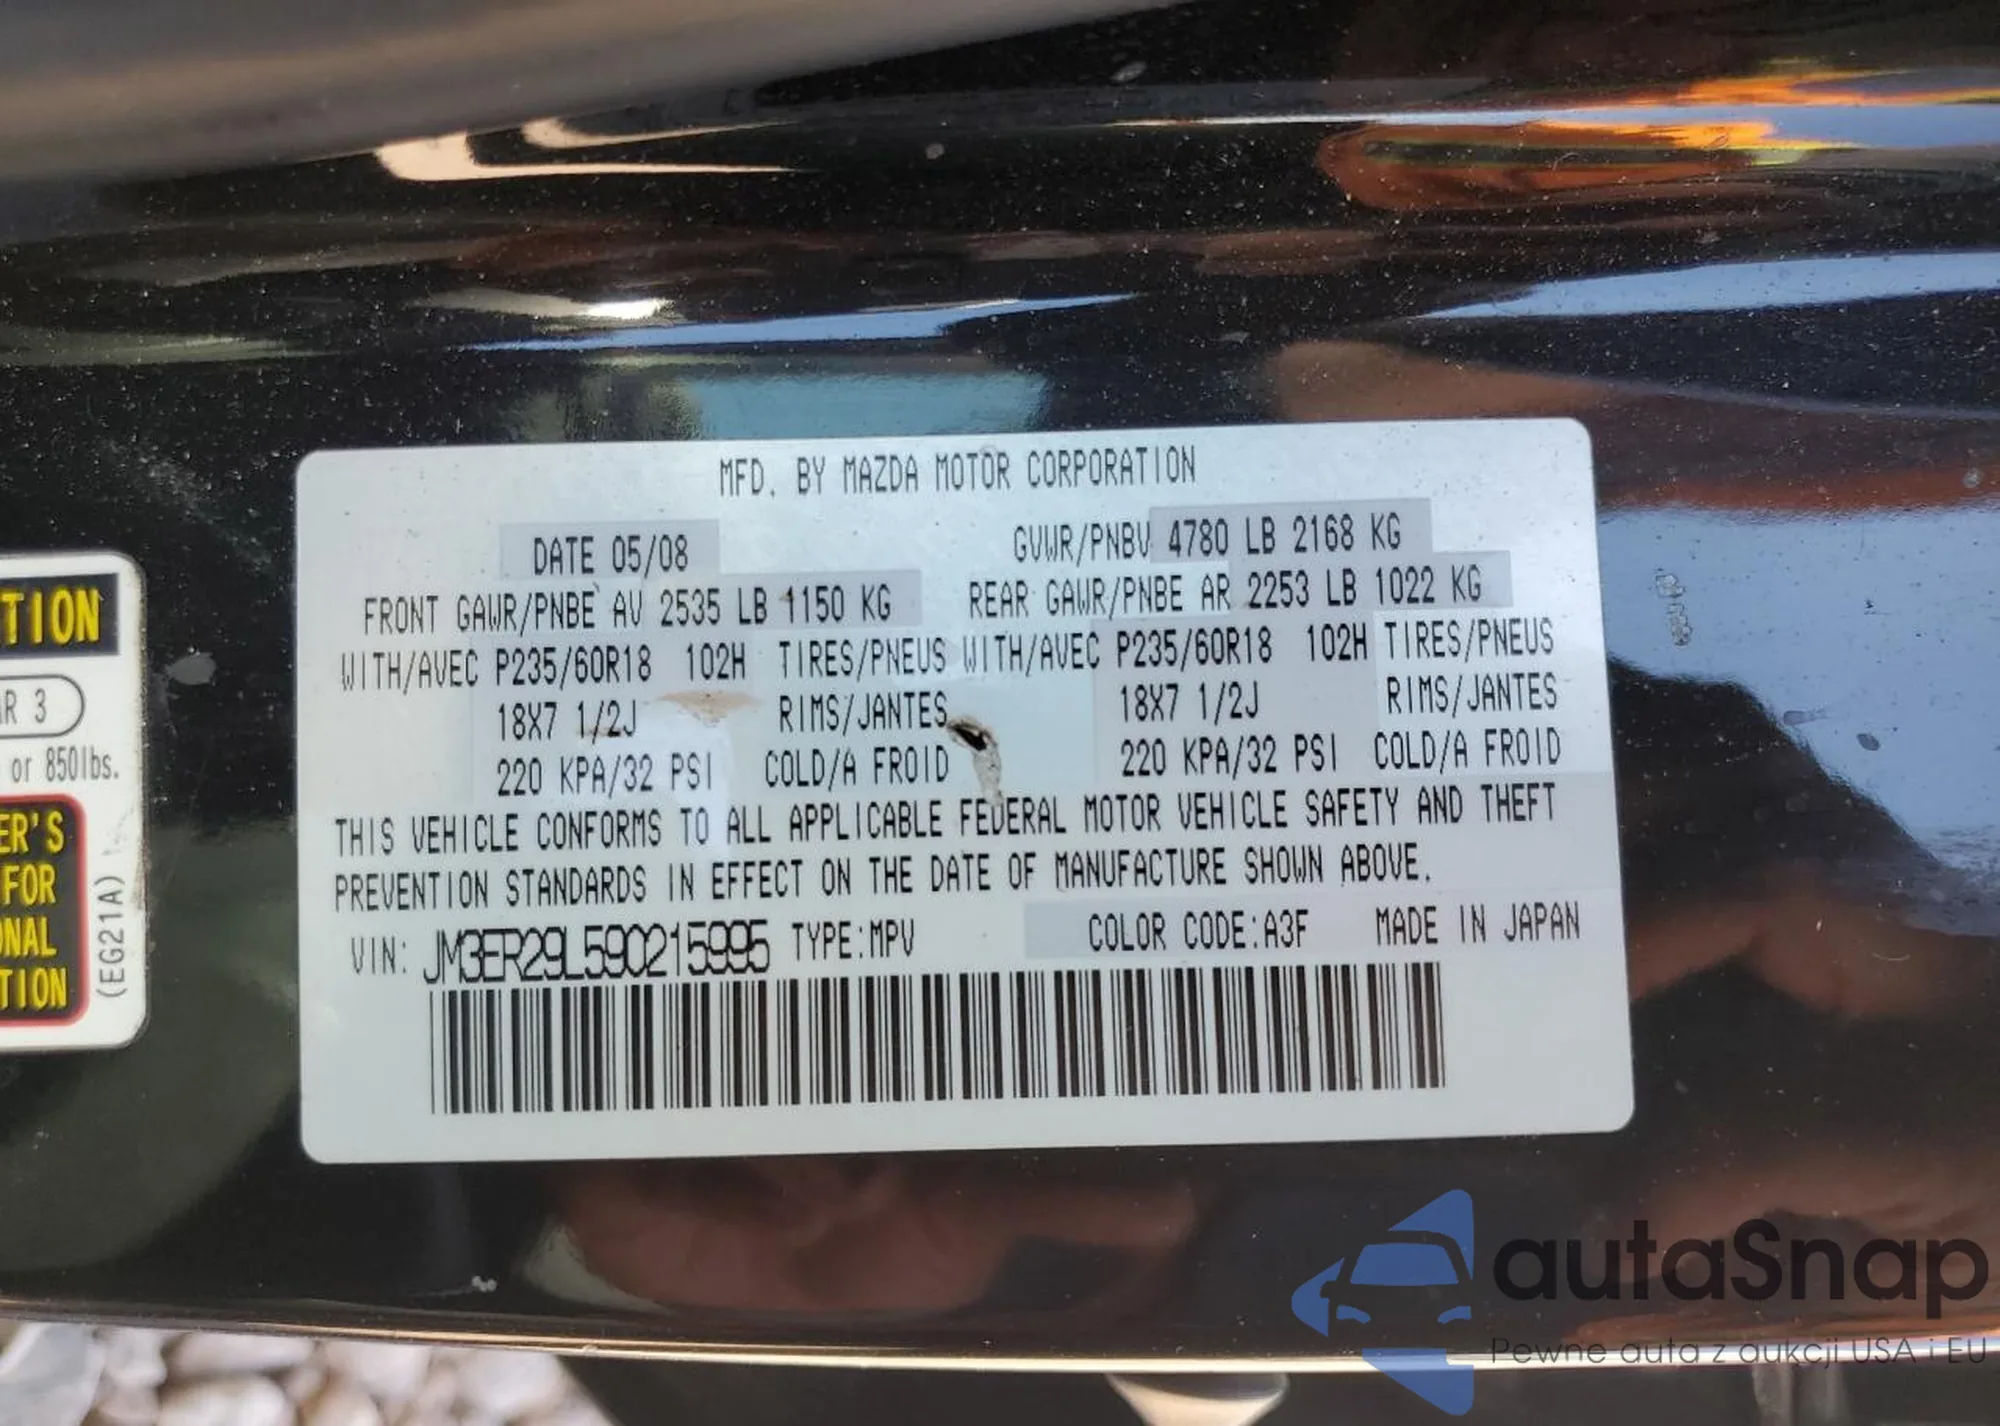 MFD. BY MAZDA MOTOR CORPORATION
DATE 05/08 GVWR/PNBV 4780 LB 2168 KG
FRONT GAWR/PNBE AV 2535 LB 1150 KG REAR GAWR/PNBE AR 2253 LB 1022 KG
WITH/AVEC P235/60R18 102H TIRES/PNEUS WITH/AVEC P235/60R18 102H TIRES/PNEUS
18X7 1/2J RIMS/JANTES 18X7 1/2J RIMS/JANTES
220 KPA/32 PSI COLD/A FROID 220 KPA/32 PSI COLD/A FROID
THIS VEHICLE CONFORMS TO ALL APPLICABLE FEDERAL MOTOR VEHICLE SAFETY AND THEFT
PREVENTION STANDARDS IN EFFECT ON THE DATE OF MANUFACTURE SHOWN ABOVE.
VIN: JM3ER29L590215995 TYPE:MPV COLOR CODE:A3F MADE IN JAPAN
TION
R 3
or 850lbs.
ER'S
FOR
NAL
TION
(EG21A)
autaSnap
Pewne auta z aukcji USA i EU